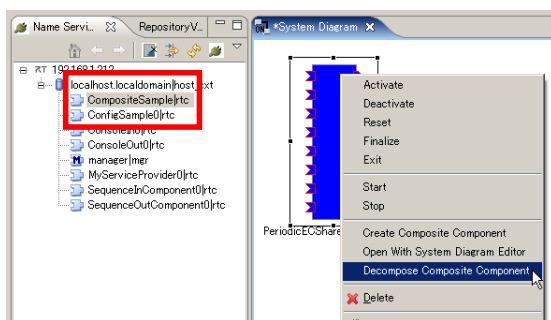 Name Servi..
RepositoryV..
*System Diagram
RT 192.168.1.212
localhost.localdomain|host_cxt
CompositeSample|rtc
ConfigSample0|rtc
ConsoleIn0|rtc
ConsoleOut0|rtc
manager|mgr
MyServiceProvider0|rtc
SequenceInComponent0|rtc
SequenceOutComponent0|rtc
PeriodicECShare
Activate
Deactivate
Reset
Finalize
Exit
Start
Stop
Create Composite Component
Open With System Diagram Editor
Decompose Composite Component
Delete